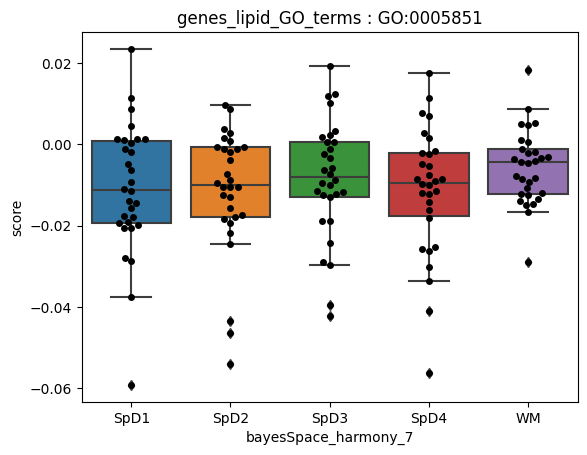 genes_lipid_GO_terms : GO:0005851
score
0.02
0.00
−0.02
−0.04
−0.06
SpD1 SpD2 SpD3 SpD4 WM
bayesSpace_harmony_7